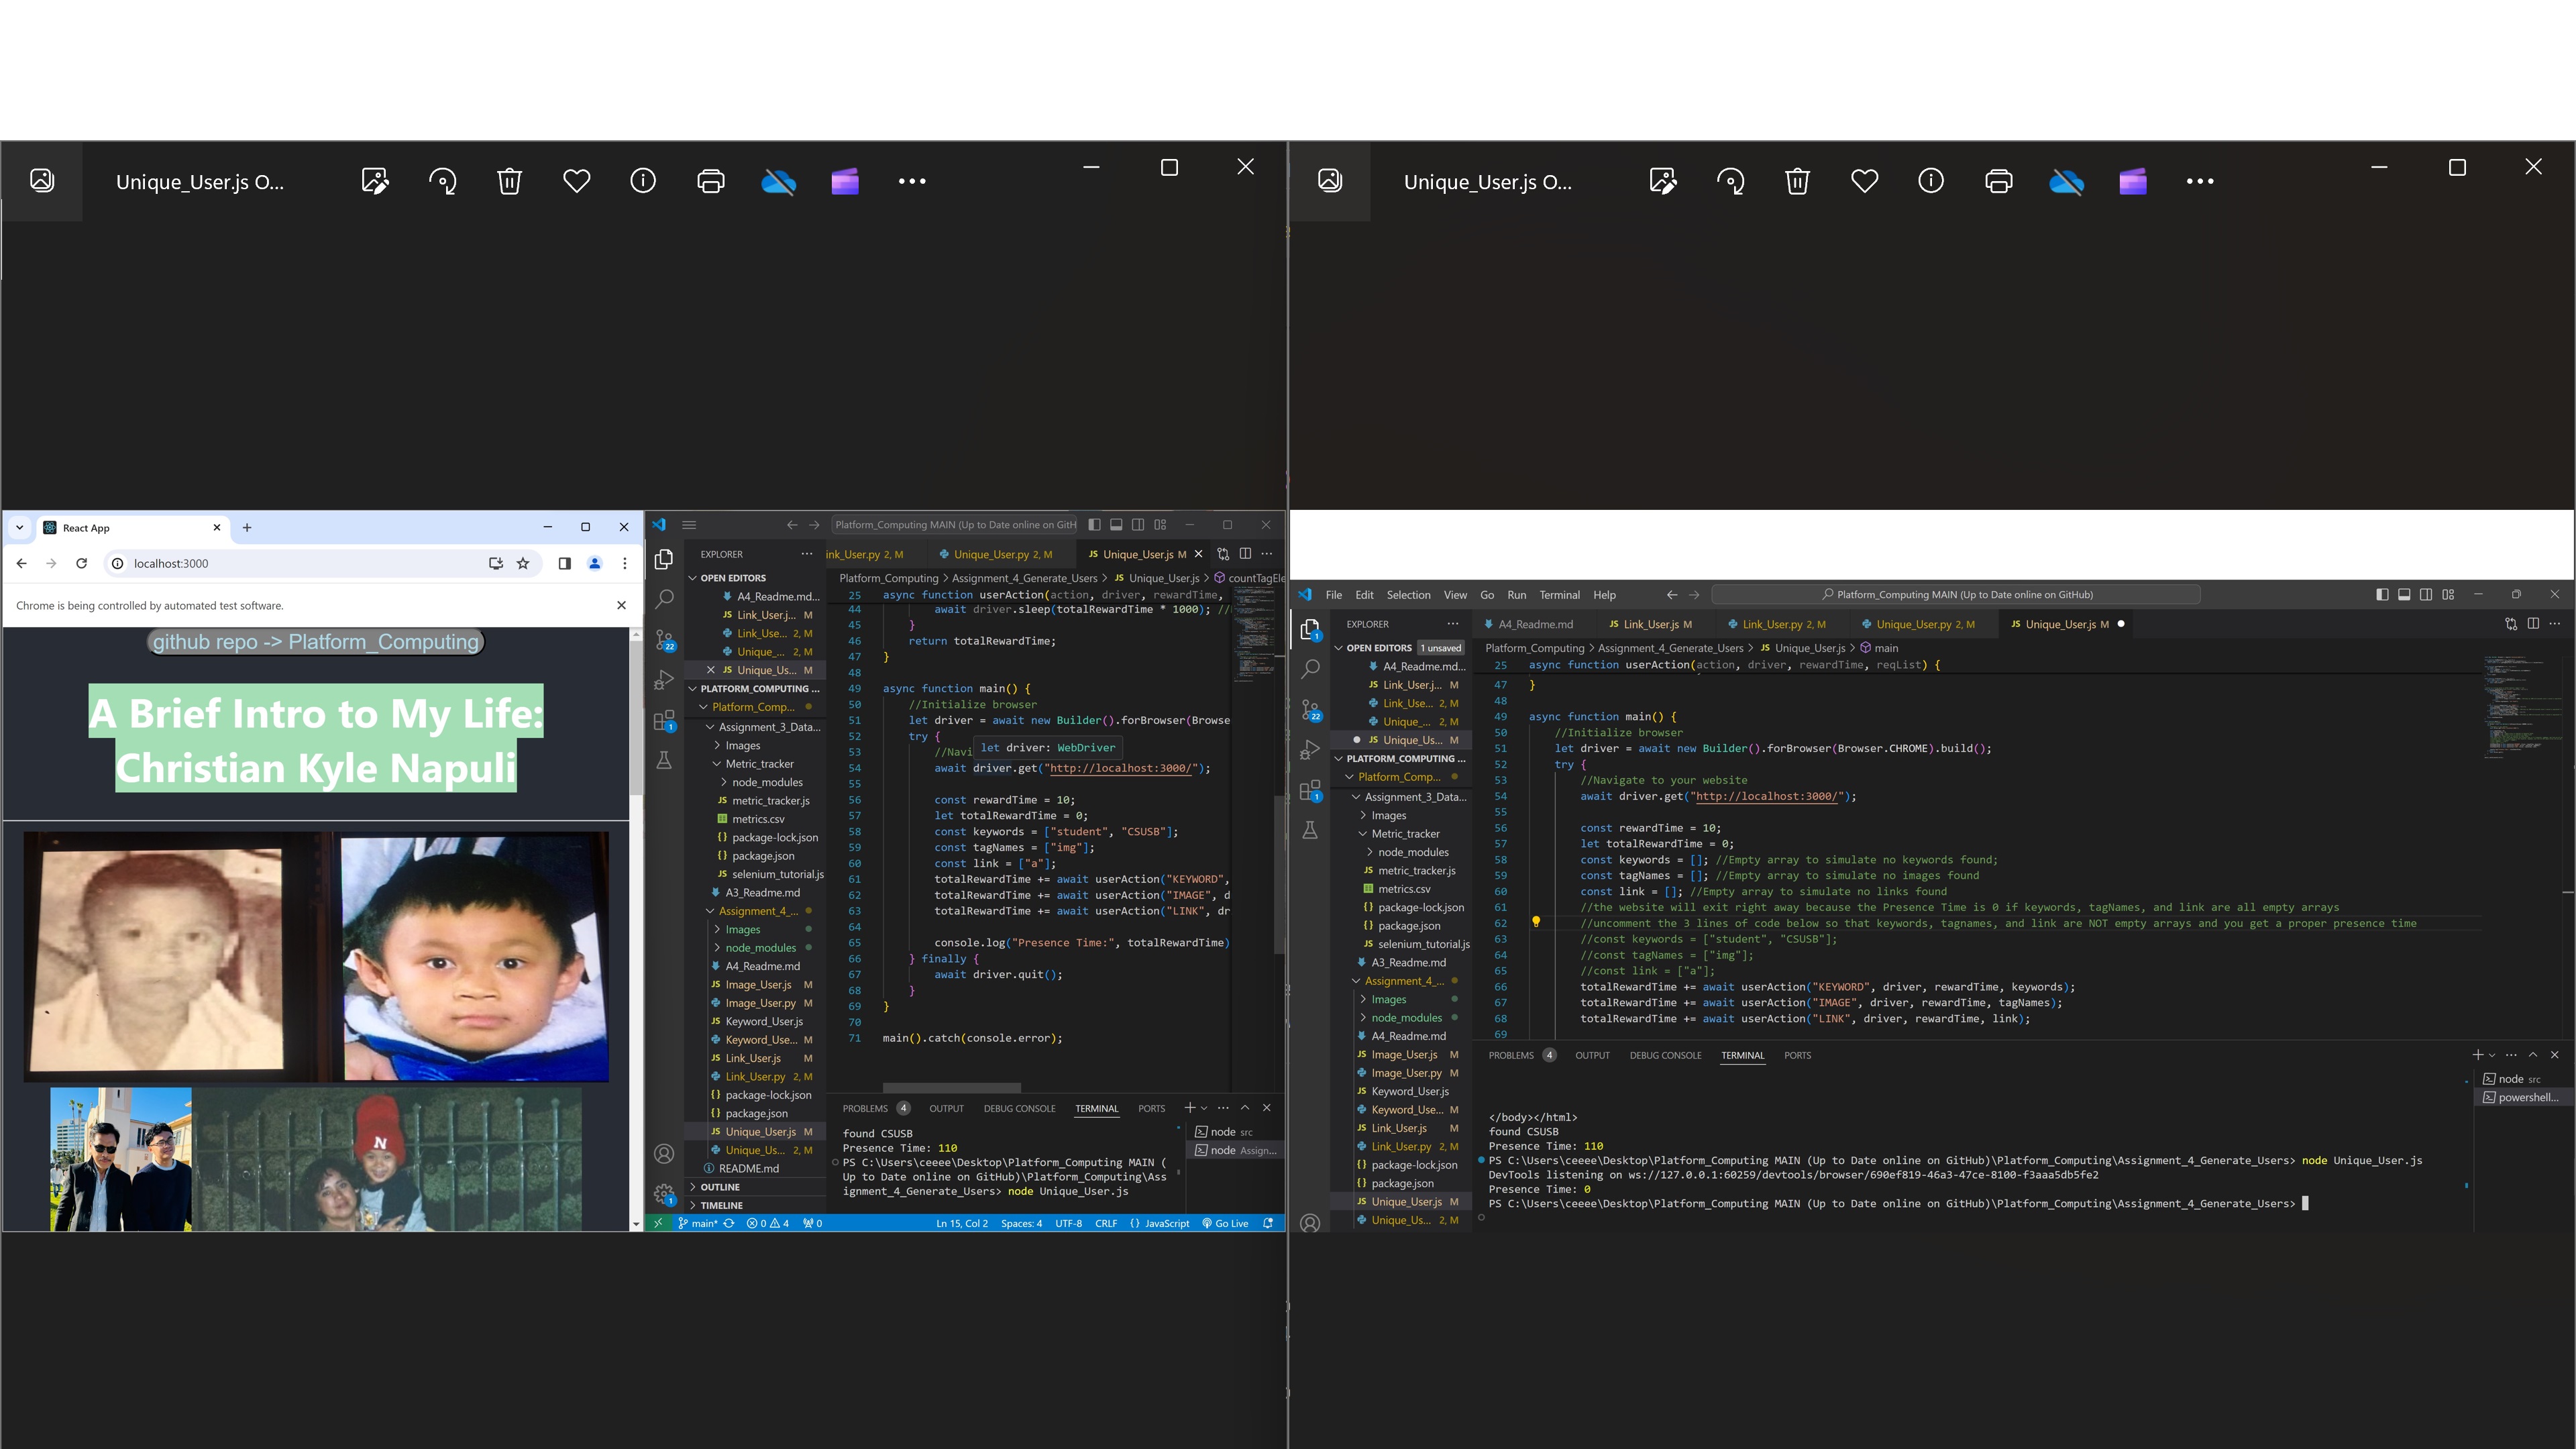 Unique_User.js O...
Unique_User.js O...
React App
localhost:3000
Chrome is being controlled by automated test software.
github repo -> Platform_Computing
A Brief Intro to My Life:
Christian Kyle Napuli
N
Platform_Computing MAIN (Up to Date online on GitH
EXPLORER
OPEN EDITORS
A4_Readme.md...
Link_User.j... M
Link_Use... 2, M
Unique_... 2, M
Unique_Us... M
PLATFORM_COMPUTING ...
Platform_Comp...
Assignment_3_Data...
Images
Metric_tracker
node_modules
metric_tracker.js
metrics.csv
package-lock.json
package.json
selenium_tutorial.js
A3_Readme.md
Assignment_4_...
Images
node_modules
A4_Readme.md
Image_User.js M
Image_User.py M
Keyword_User.js
Keyword_Use... M
Link_User.js M
Link_User.py 2, M
package-lock.json
package.json
Unique_User.js M
Unique_Us... 2, M
README.md
OUTLINE
TIMELINE
ink_User.py 2, M
Unique_User.py 2, M
Unique_User.js M
Platform_Computing > Assignment_4_Generate_Users > JS Unique_User.js > countTagEle
25 async function userAction(action, driver, rewardTime,
44 await driver.sleep(totalRewardTime * 1000); //
45 }
46 return totalRewardTime;
47 }
48
49 async function main() {
50 //Initialize browser
51 let driver = await new Builder().forBrowser(Browse
52 try {
let driver: WebDriver
53 //Navi
54 await driver.get("http://localhost:3000/");
55
56 const rewardTime = 10;
57 let totalRewardTime = 0;
58 const keywords = ["student", "CSUSB"];
59 const tagNames = ["img"];
60 const link = ["a"];
61 totalRewardTime += await userAction("KEYWORD",
62 totalRewardTime += await userAction("IMAGE", d
63 totalRewardTime += await userAction("LINK", dr
64
65 console.log("Presence Time:", totalRewardTime)
66 } finally {
67 await driver.quit();
68 }
69 }
70
71 main().catch(console.error);
PROBLEMS 4 OUTPUT DEBUG CONSOLE TERMINAL PORTS
found CSUSB
Presence Time: 110
PS C:\Users\ceeee\Desktop\Platform_Computing MAIN (
Up to Date online on GitHub)\Platform_Computing\Ass
ignment_4_Generate_Users> node Unique_User.js
node src
node Assign...
main* 0 4 0 Ln 15, Col 2 Spaces: 4 UTF-8 CRLF {} JavaScript Go Live
File Edit Selection View Go Run Terminal Help
Platform_Computing MAIN (Up to Date online on GitHub)
EXPLORER
OPEN EDITORS 1 unsaved
A4_Readme.md...
Link_User.j... M
Link_Use... 2, M
Unique_... 2, M
Unique_Us... M
PLATFORM_COMPUTING ...
Platform_Comp...
Assignment_3_Data...
Images
Metric_tracker
node_modules
metric_tracker.js
metrics.csv
package-lock.json
package.json
selenium_tutorial.js
A3_Readme.md
Assignment_4_...
Images
node_modules
A4_Readme.md
Image_User.js M
Image_User.py M
Keyword_User.js
Keyword_Use... M
Link_User.js M
Link_User.py 2, M
package-lock.json
package.json
Unique_User.js M
Unique_Us... 2, M
A4_Readme.md
Link_User.js M
Link_User.py 2, M
Unique_User.py 2, M
Unique_User.js M
Platform_Computing > Assignment_4_Generate_Users > JS Unique_User.js > main
25 async function userAction(action, driver, rewardTime, reqList) {
47 }
48
49 async function main() {
50 //Initialize browser
51 let driver = await new Builder().forBrowser(Browser.CHROME).build();
52 try {
53 //Navigate to your website
54 await driver.get("http://localhost:3000/");
55
56 const rewardTime = 10;
57 let totalRewardTime = 0;
58 const keywords = []; //Empty array to simulate no keywords found;
59 const tagNames = []; //Empty array to simulate no images found
60 const link = []; //Empty array to simulate no links found
61 //the website will exit right away because the Presence Time is 0 if keywords, tagNames, and link are all empty arrays
62 //uncomment the 3 lines of code below so that keywords, tagnames, and link are NOT empty arrays and you get a proper presence time
63 //const keywords = ["student", "CSUSB"];
64 //const tagNames = ["img"];
65 //const link = ["a"];
66 totalRewardTime += await userAction("KEYWORD", driver, rewardTime, keywords);
67 totalRewardTime += await userAction("IMAGE", driver, rewardTime, tagNames);
68 totalRewardTime += await userAction("LINK", driver, rewardTime, link);
69
PROBLEMS 4 OUTPUT DEBUG CONSOLE TERMINAL PORTS
</body></html>
found CSUSB
Presence Time: 110
PS C:\Users\ceeee\Desktop\Platform_Computing MAIN (Up to Date online on GitHub)\Platform_Computing\Assignment_4_Generate_Users> node Unique_User.js
DevTools listening on ws://127.0.0.1:60259/devtools/browser/690ef819-46a3-47ce-8100-f3aaa5db5fe2
Presence Time: 0
PS C:\Users\ceeee\Desktop\Platform_Computing MAIN (Up to Date online on GitHub)\Platform_Computing\Assignment_4_Generate_Users>
node src
powershell...